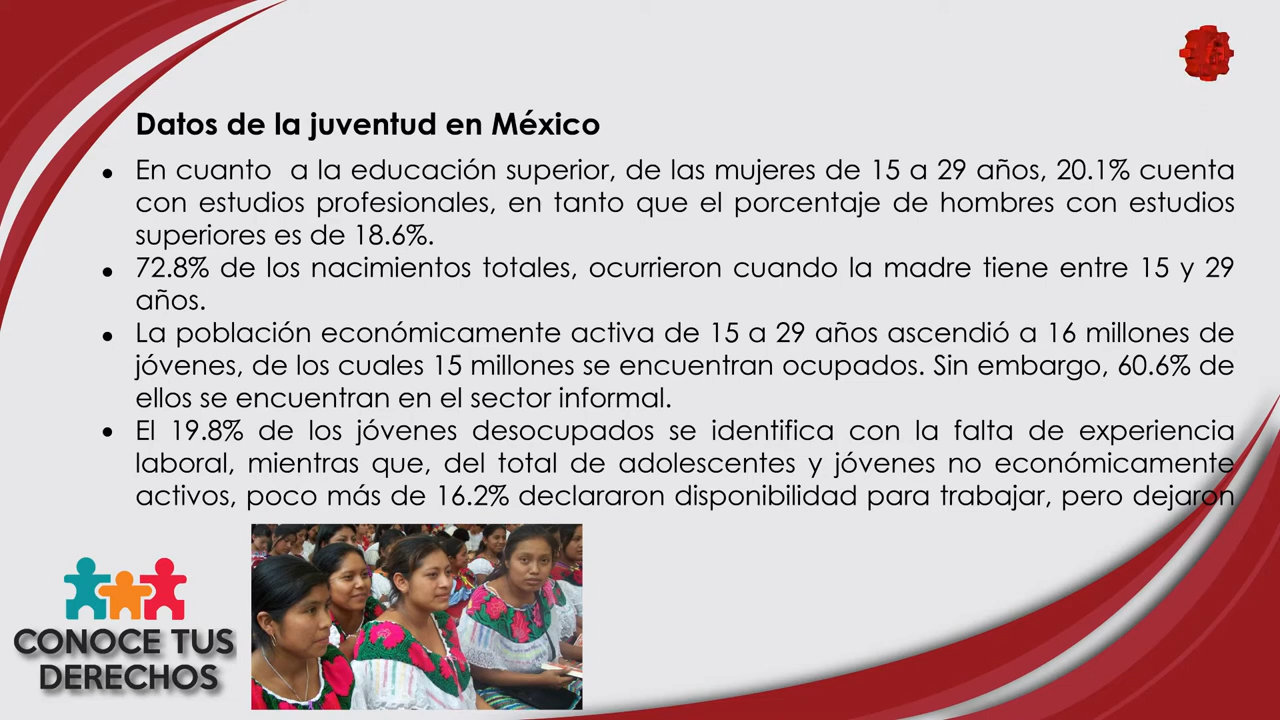 Datos de la juventud en México
• En cuanto a la educación superior, de las mujeres de 15 a 29 años, 20.1% cuenta
con estudios profesionales, en tanto que el porcentaje de hombres con estudios
superiores es de 18.6%.
• 72.8% de los nacimientos totales, ocurrieron cuando la madre tiene entre 15 y 29
años.
• La población económicamente activa de 15 a 29 años ascendió a 16 millones de
jóvenes, de los cuales 15 millones se encuentran ocupados. Sin embargo, 60.6% de
ellos se encuentran en el sector informal.
• El 19.8% de los jóvenes desocupados se identifica con la falta de experiencia
laboral, mientras que, del total de adolescentes y jóvenes no económicamente
activos, poco más de 16.2% declararon disponibilidad para trabajar, pero dejaron
CONOCE TUS
DERECHOS